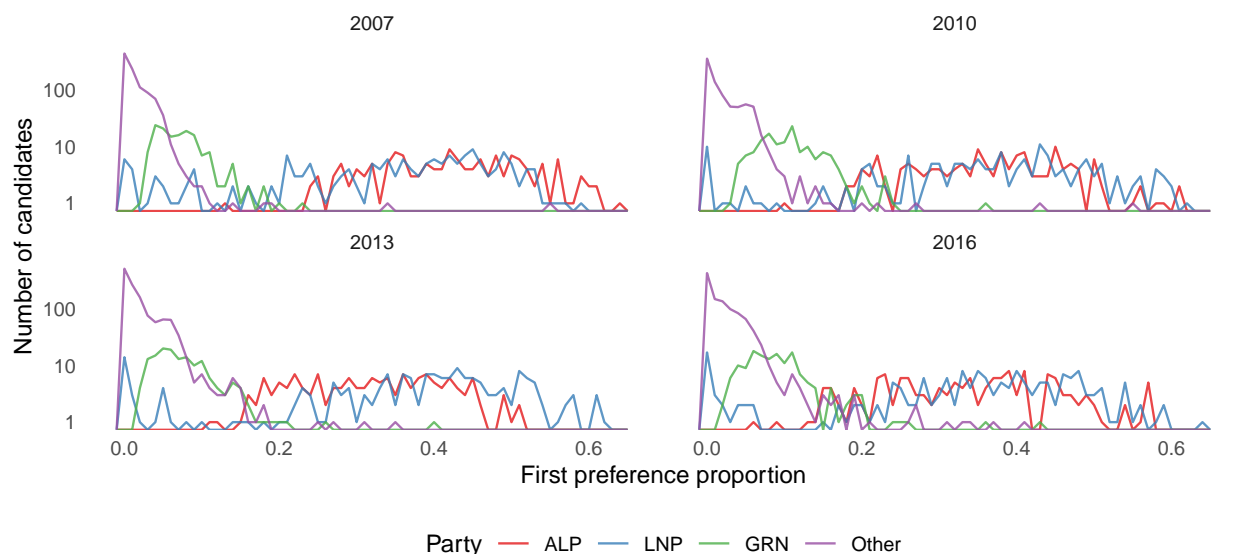 2007 2010
Number of candidates
100
10
1
2013 2016
100
10
1
0.0 0.2 0.4 0.6 0.0 0.2 0.4 0.6
First preference proportion
Party ALP LNP GRN Other